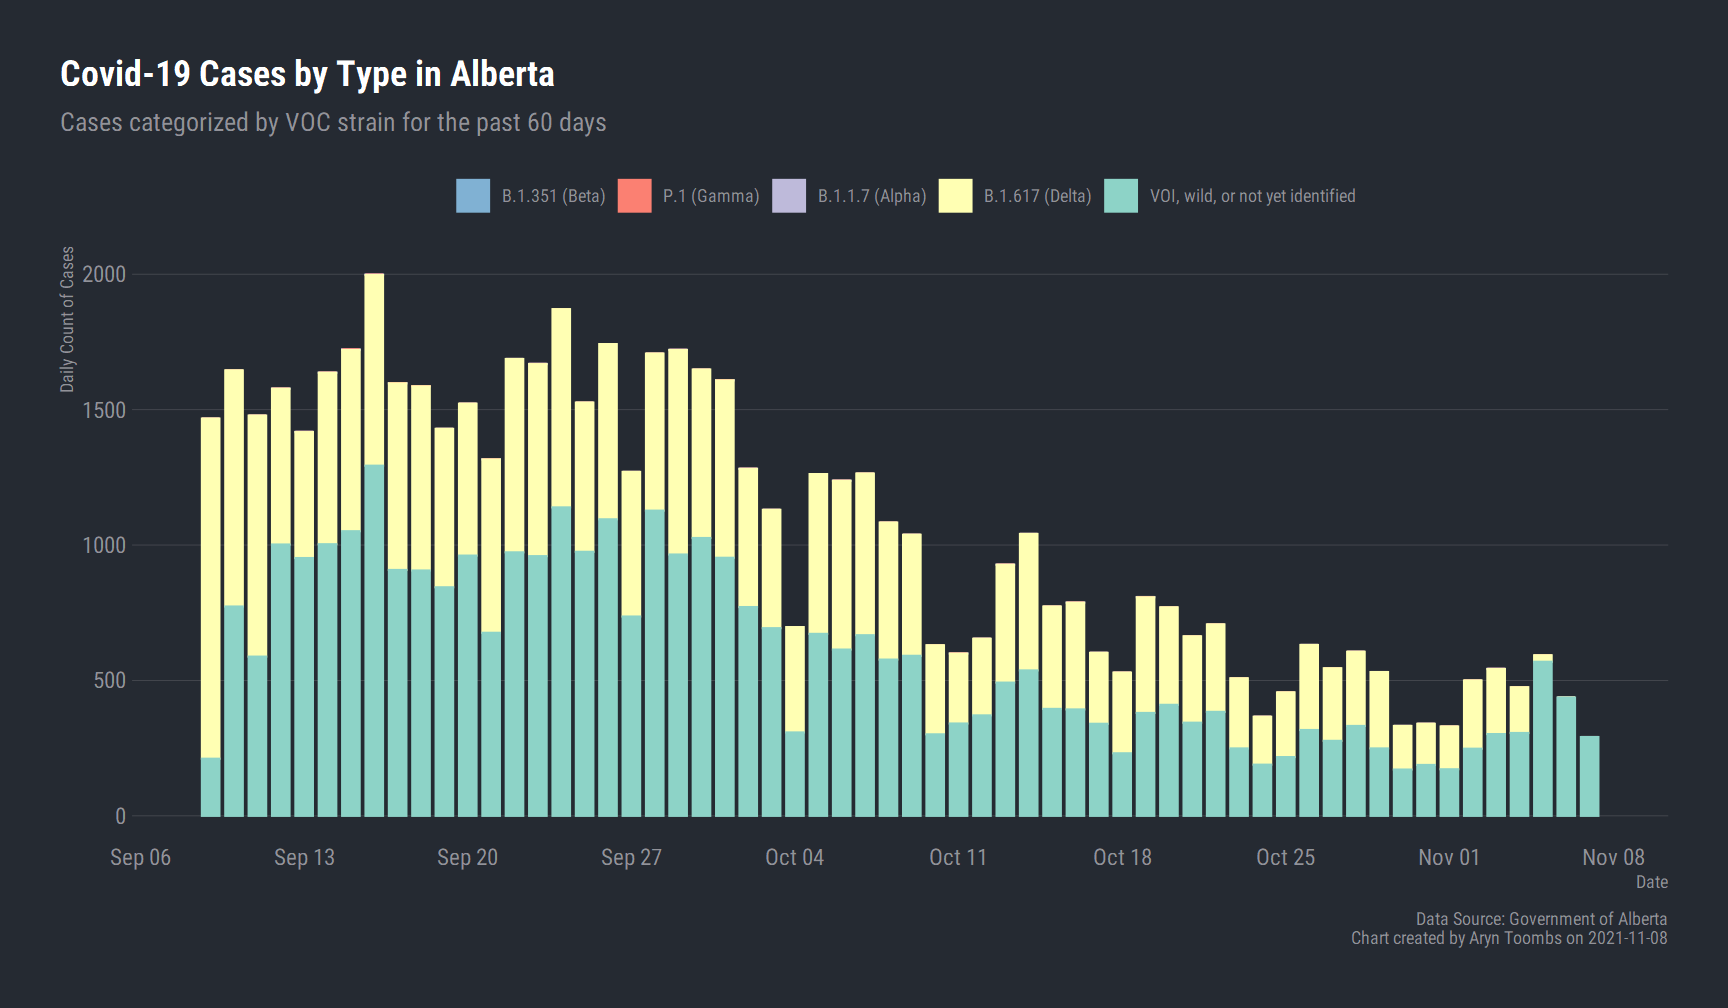 Covid-19 Cases by Type in Alberta
Cases categorized by VOC strain for the past 60 days
B.1.351 (Beta) P.1 (Gamma) B.1.1.7 (Alpha) B.1.617 (Delta) VOI, wild, or not yet identified
Daily Count of Cases
2000
1500
1000
500
0
Sep 06 Sep 13 Sep 20 Sep 27 Oct 04 Oct 11 Oct 18 Oct 25 Nov 01 Nov 08
Date
Data Source: Government of Alberta
Chart created by Aryn Toombs on 2021-11-08